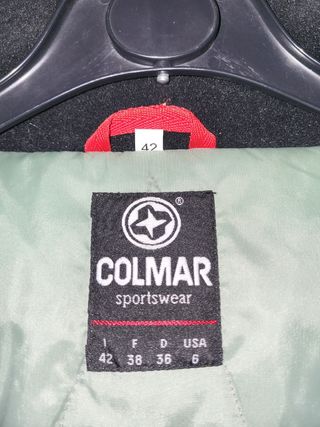 42
®
COLMAR
sportswear
I F D USA
42 38 36 6